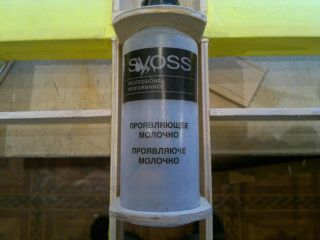 SYOSS
PROFESSIONAL
PERFORMANCE
ПРОЯВЛЯЮЩЕЕ
МОЛОЧКО
ПРОЯВЛЯЮЧЕ
МОЛОЧКО